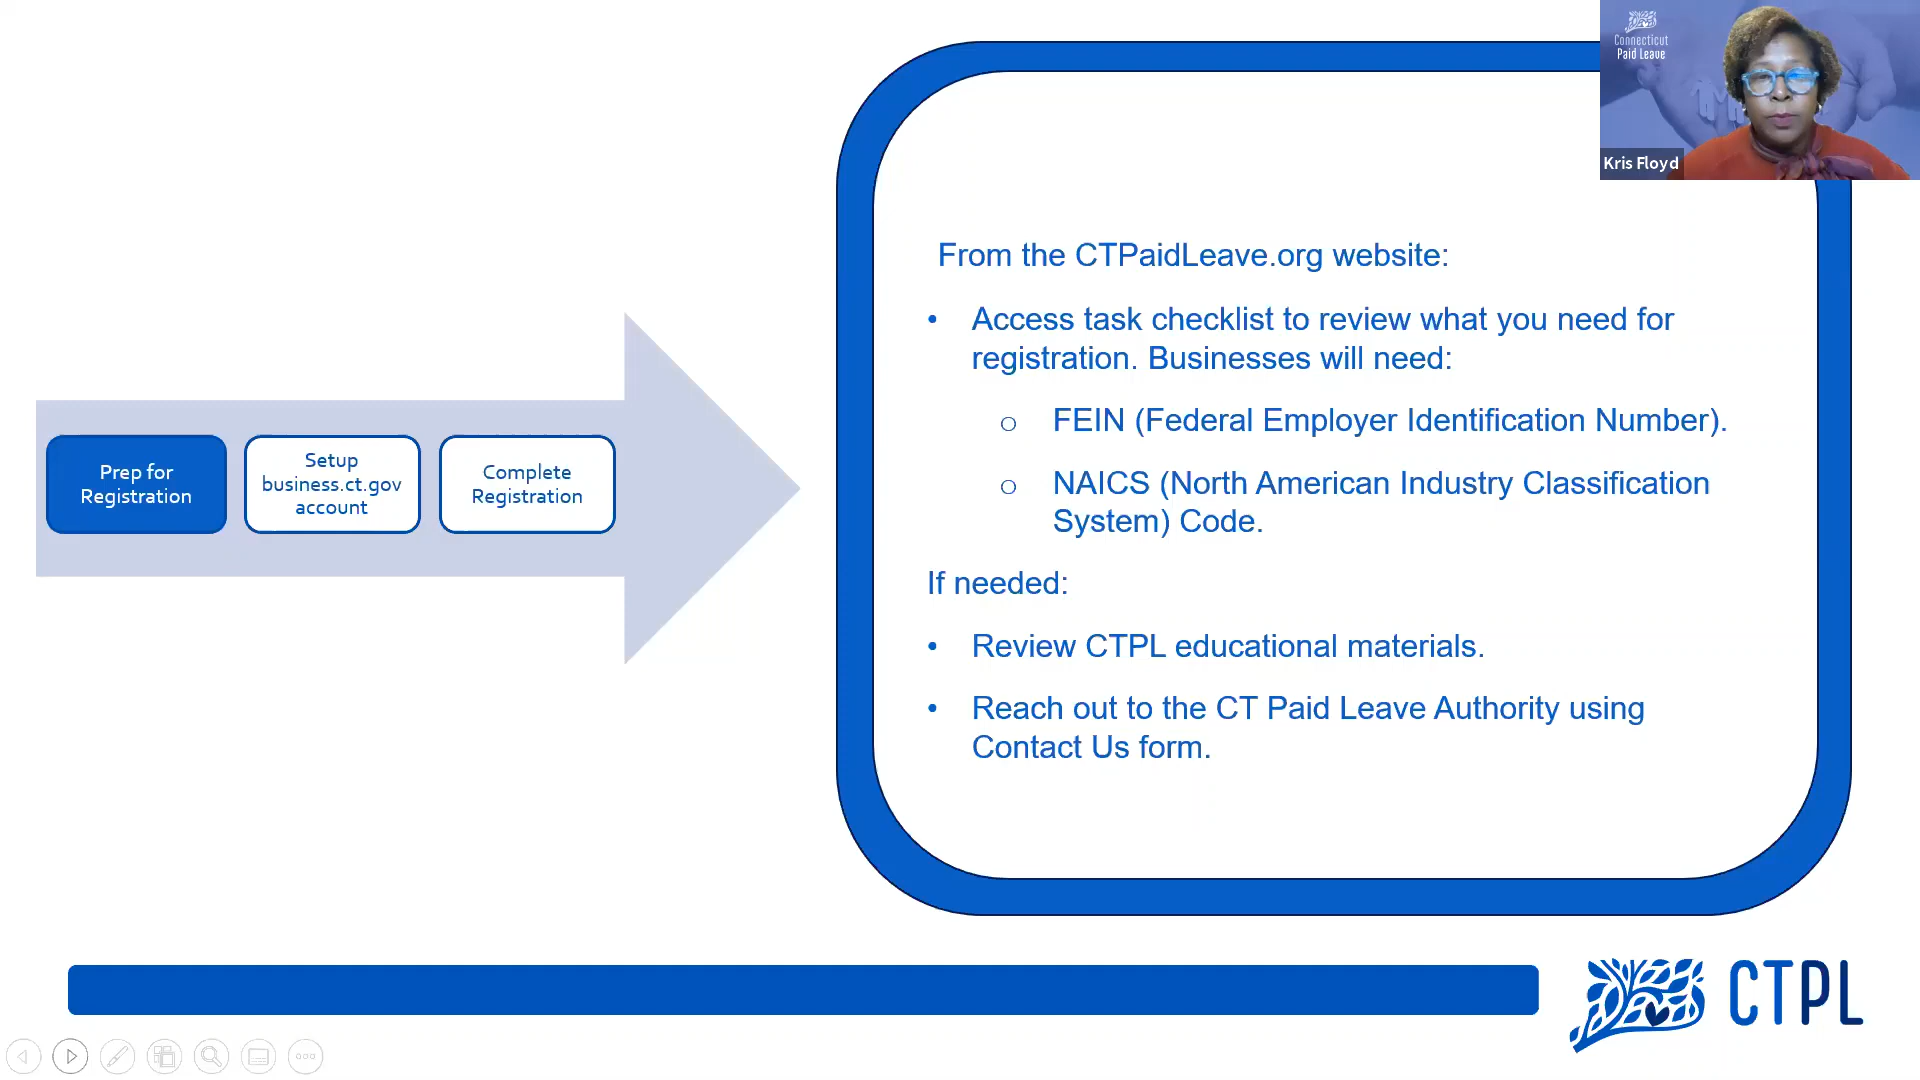 Connecticut
Paid Leave
Kris Floyd
From the CTPaidLeave.org website:
• Access task checklist to review what you need for
registration. Businesses will need:
o FEIN (Federal Employer Identification Number).
o NAICS (North American Industry Classification
System) Code.
If needed:
• Review CTPL educational materials.
• Reach out to the CT Paid Leave Authority using
Contact Us form.
Prep for
Registration
Setup
business.ct.gov
account
Complete
Registration
CTPL